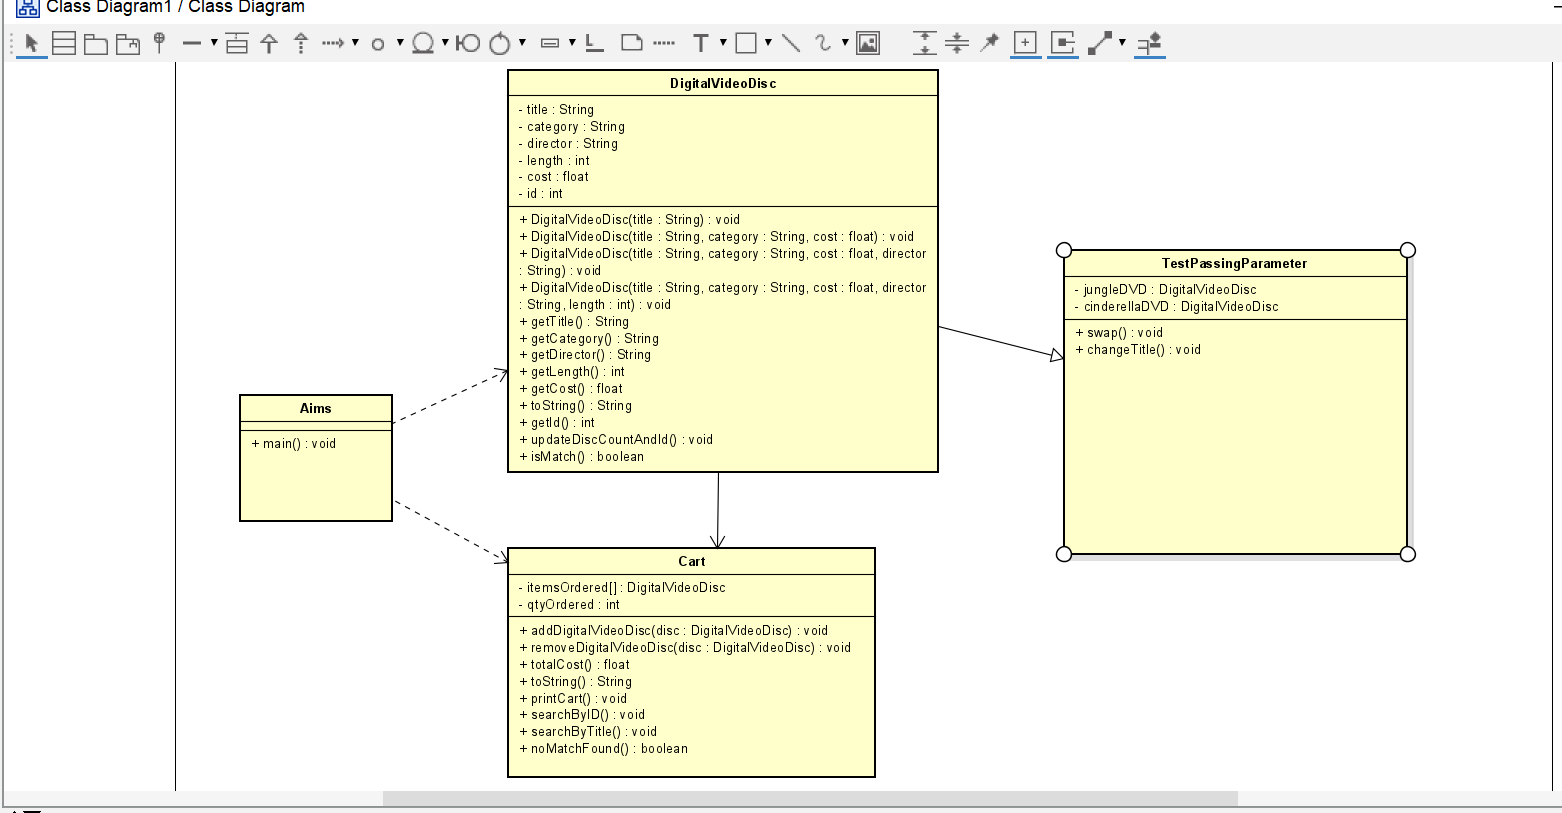 Class Diagram1 / Class Diagram
DigitalVideoDisc
- title : String
- category : String
- director : String
- length : int
- cost : float
- id : int
+ DigitalVideoDisc(title : String) : void
+ DigitalVideoDisc(title : String, category : String, cost : float) : void
+ DigitalVideoDisc(title : String, category : String, cost : float, director
: String) : void
+ DigitalVideoDisc(title : String, category : String, cost : float, director
: String, length : int) : void
+ getTitle() : String
+ getCategory() : String
+ getDirector() : String
+ getLength() : int
+ getCost() : float
+ toString() : String
+ getId() : int
+ updateDiscCountAndId() : void
+ isMatch() : boolean
TestPassingParameter
- jungleDVD : DigitalVideoDisc
- cinderellaDVD : DigitalVideoDisc
+ swap() : void
+ changeTitle() : void
Aims
+ main() : void
Cart
- itemsOrdered[] : DigitalVideoDisc
- qtyOrdered : int
+ addDigitalVideoDisc(disc : DigitalVideoDisc) : void
+ removeDigitalVideoDisc(disc : DigitalVideoDisc) : void
+ totalCost() : float
+ toString() : String
+ printCart() : void
+ searchByID() : void
+ searchByTitle() : void
+ noMatchFound() : boolean